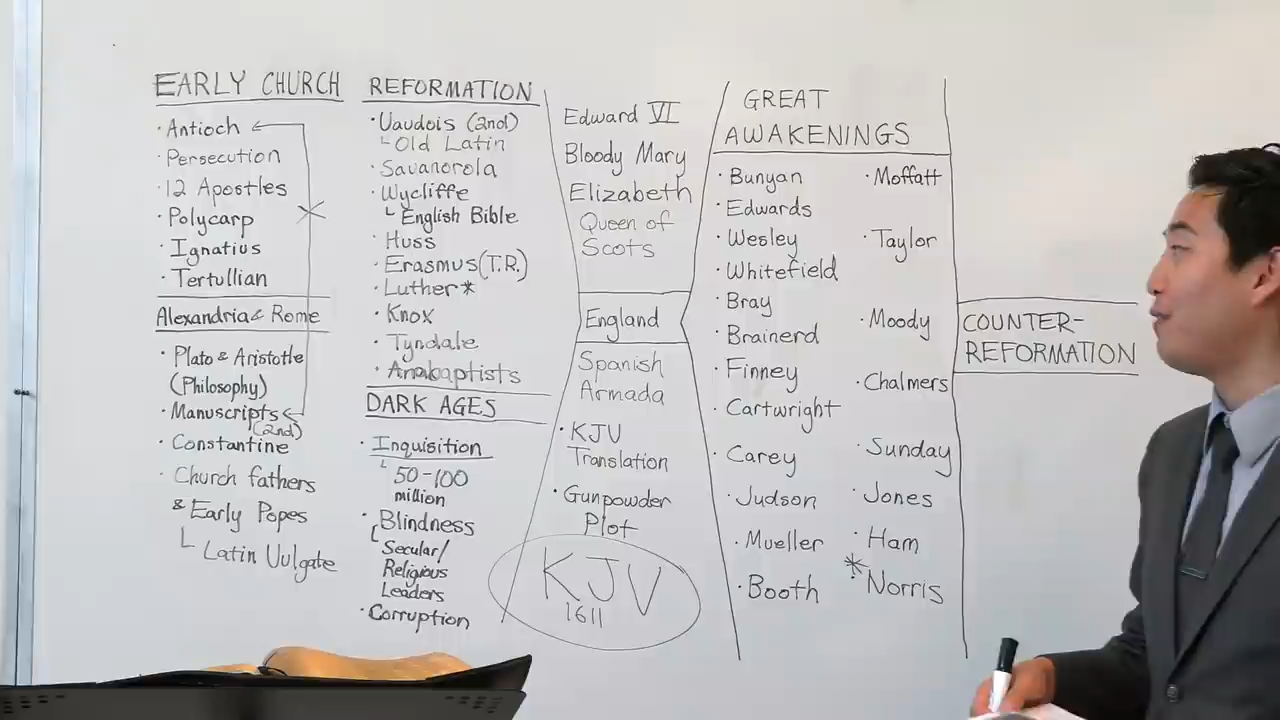 EARLY CHURCH
· Antioch
· Persecution
· 12 Apostles
· Polycarp
· Ignatius
· Tertullian
Alexandria & Rome
· Plato & Aristotle
(Philosophy)
· Manuscripts
(2nd)
· Constantine
· Church fathers
& Early Popes
└ Latin Vulgate
REFORMATION
· Vaudois (2nd)
└ Old Latin
· Savanorola
· Wycliffe
└ English Bible
· Huss
· Erasmus (T.R.)
· Luther *
· Knox
· Tyndale
· Anabaptists
DARK AGES
· Inquisition
└ 50-100
million
· Blindness
└ Secular/
Religious
Leaders
· Corruption
Edward VI
Bloody Mary
Elizabeth
Queen of
Scots
England
Spanish
Armada
· KJV
Translation
· Gunpowder
Plot
KJV
1611
GREAT
AWAKENINGS
· Bunyan
· Edwards
· Wesley
· Whitefield
· Bray
· Brainerd
· Finney
· Cartwright
· Carey
· Judson
· Mueller
· Booth
· Moffatt
· Taylor
· Moody
· Chalmers
· Sunday
· Jones
· Ham
* · Norris
COUNTER-
REFORMATION